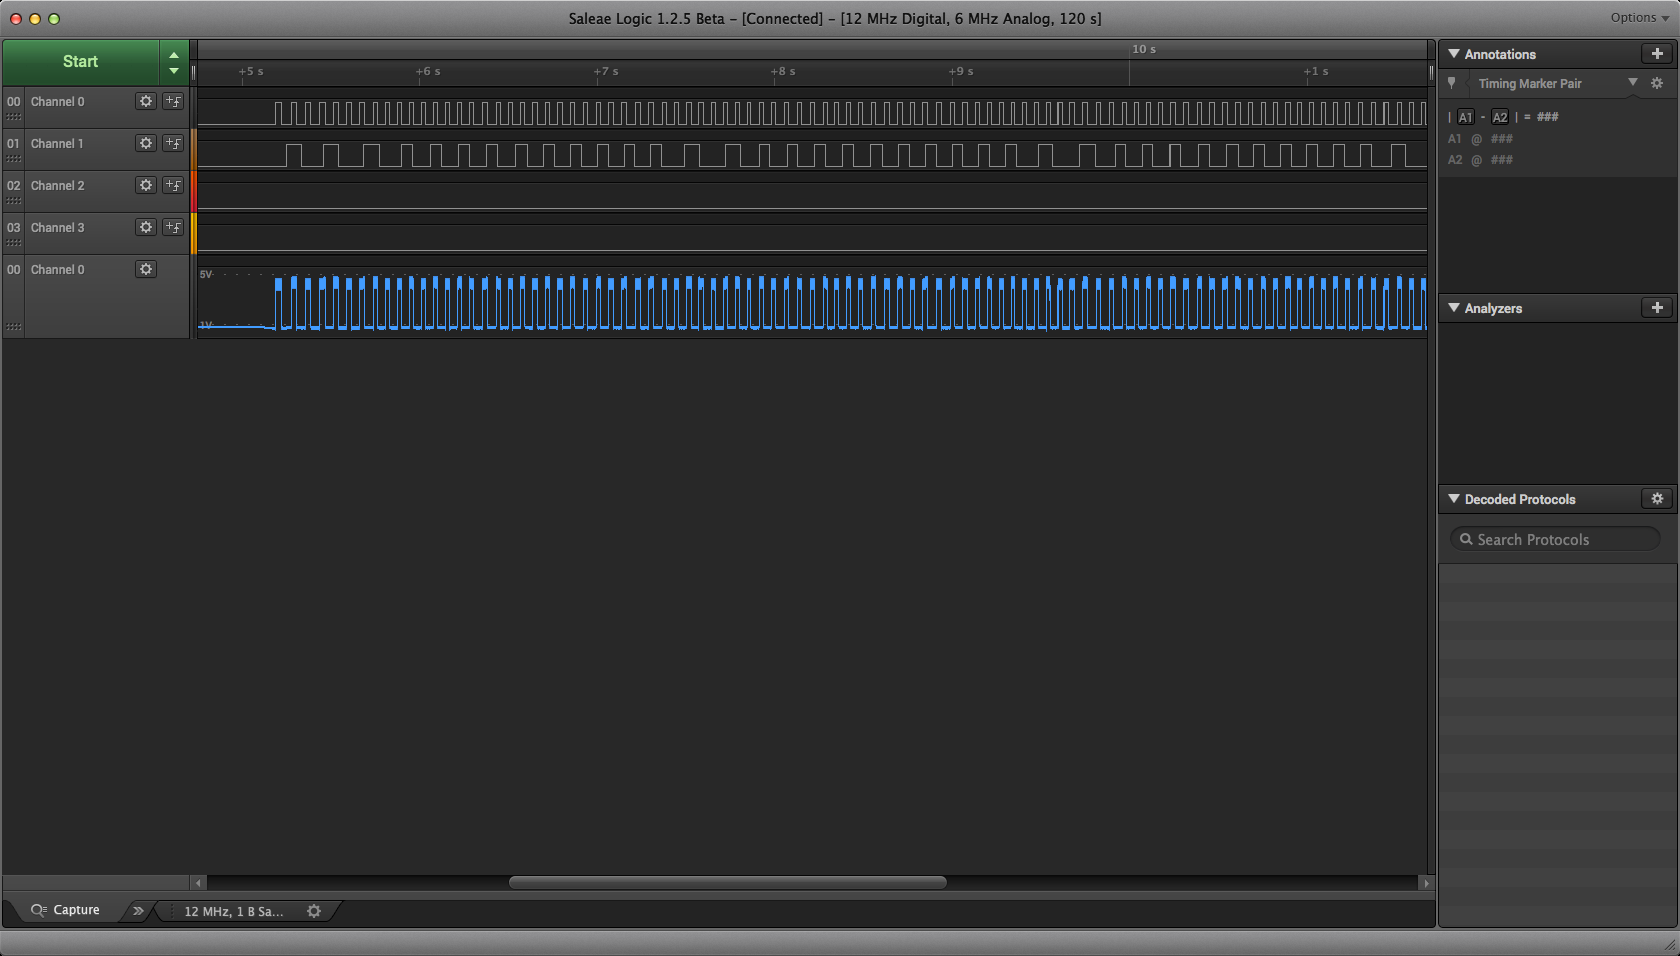 Saleae Logic 1.2.5 Beta – [Connected] – [12 MHz Digital, 6 MHz Analog, 120 s]
Options
Start
10 s
+5 s +6 s +7 s +8 s +9 s +1 s
00 Channel 0
01 Channel 1
02 Channel 2
03 Channel 3
00 Channel 0
5V
1V
Annotations
Timing Marker Pair
| A1 - A2 | = ###
A1 @ ###
A2 @ ###
Analyzers
Decoded Protocols
Search Protocols
Capture
12 MHz, 1 B Sa...